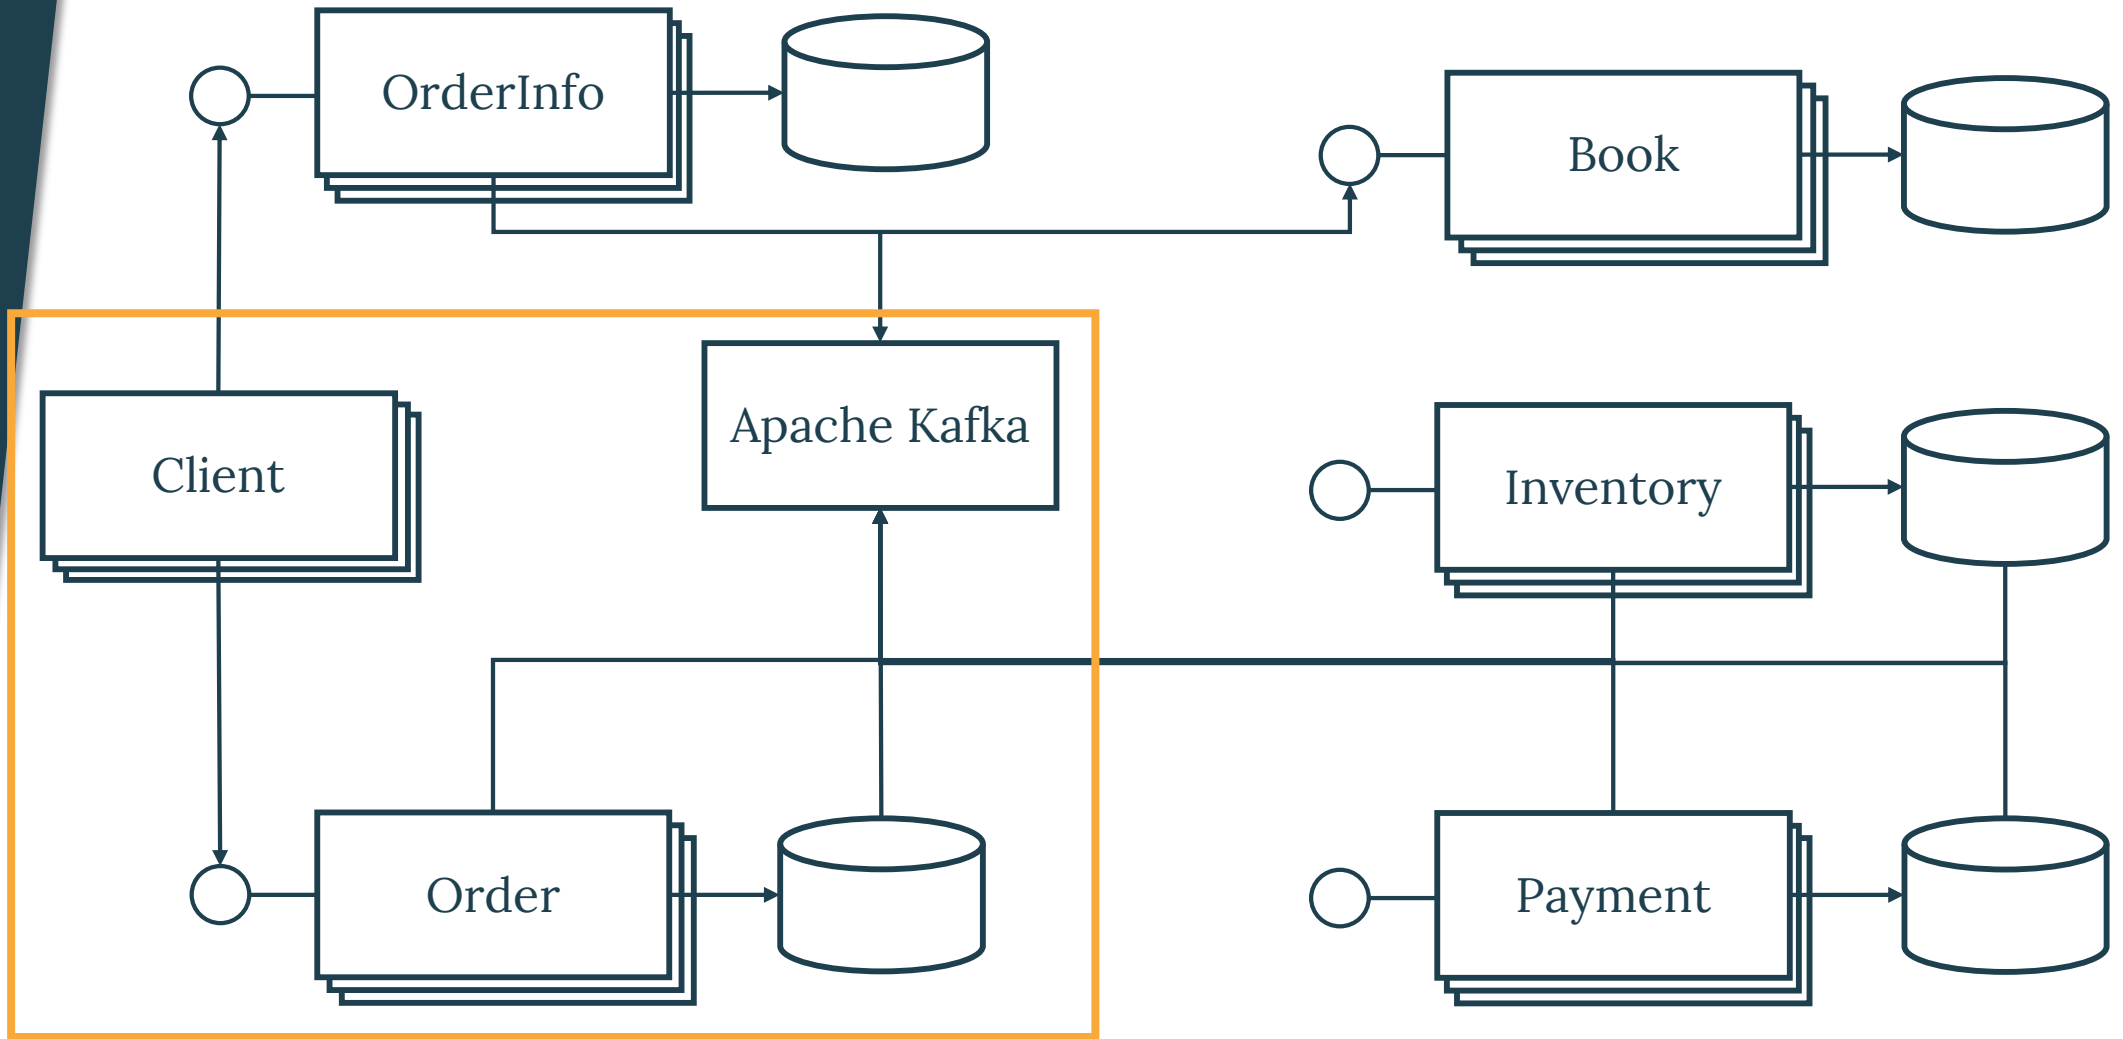 OrderInfo
Book
Apache Kafka
Client
Inventory
Order
Payment